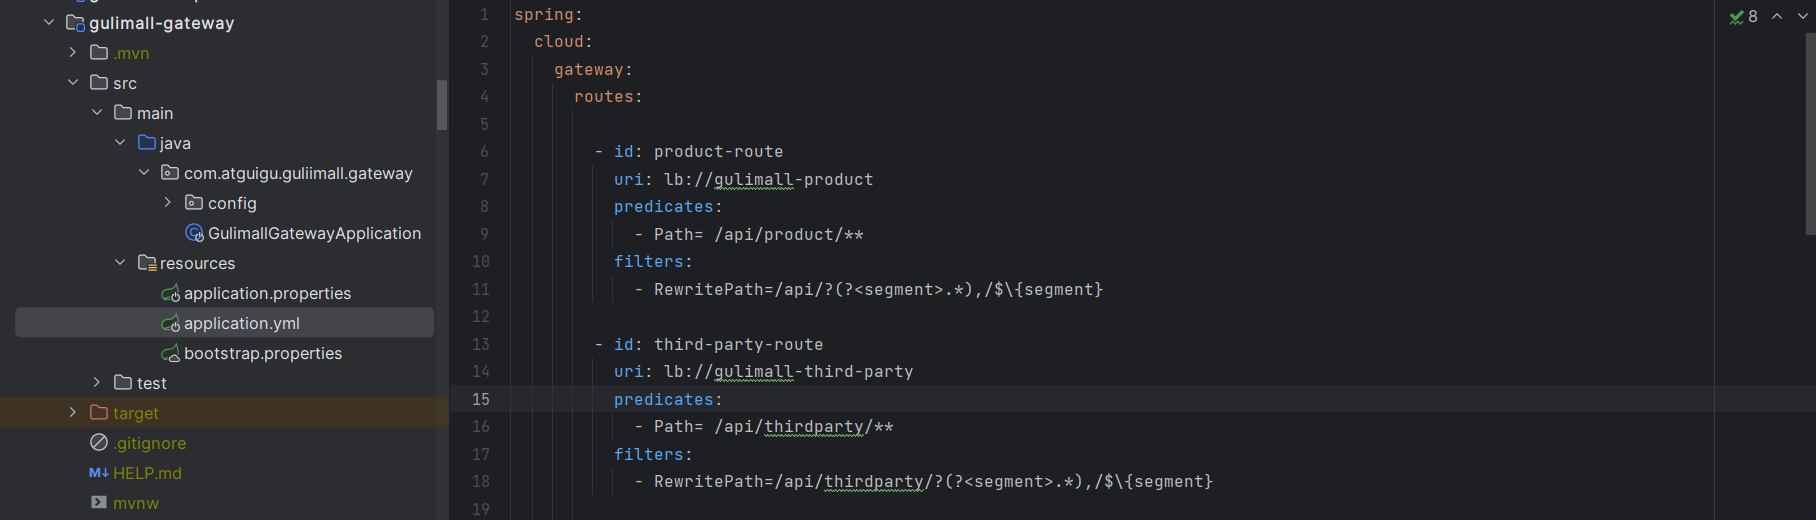 gulimall-gateway
.mvn
src
main
java
com.atguigu.guliimall.gateway
config
GulimallGatewayApplication
resources
application.properties
application.yml
bootstrap.properties
test
target
.gitignore
M↓ HELP.md
mvnw
1 spring:
2 cloud:
3 gateway:
4 routes:
5
6 - id: product-route
7 uri: lb://gulimall-product
8 predicates:
9 - Path= /api/product/**
10 filters:
11 - RewritePath=/api/?(?<segment>.*),/$\{segment}
12
13 - id: third-party-route
14 uri: lb://gulimall-third-party
15 predicates:
16 - Path= /api/thirdparty/**
17 filters:
18 - RewritePath=/api/thirdparty/?(?<segment>.*),/$\{segment}
19
8